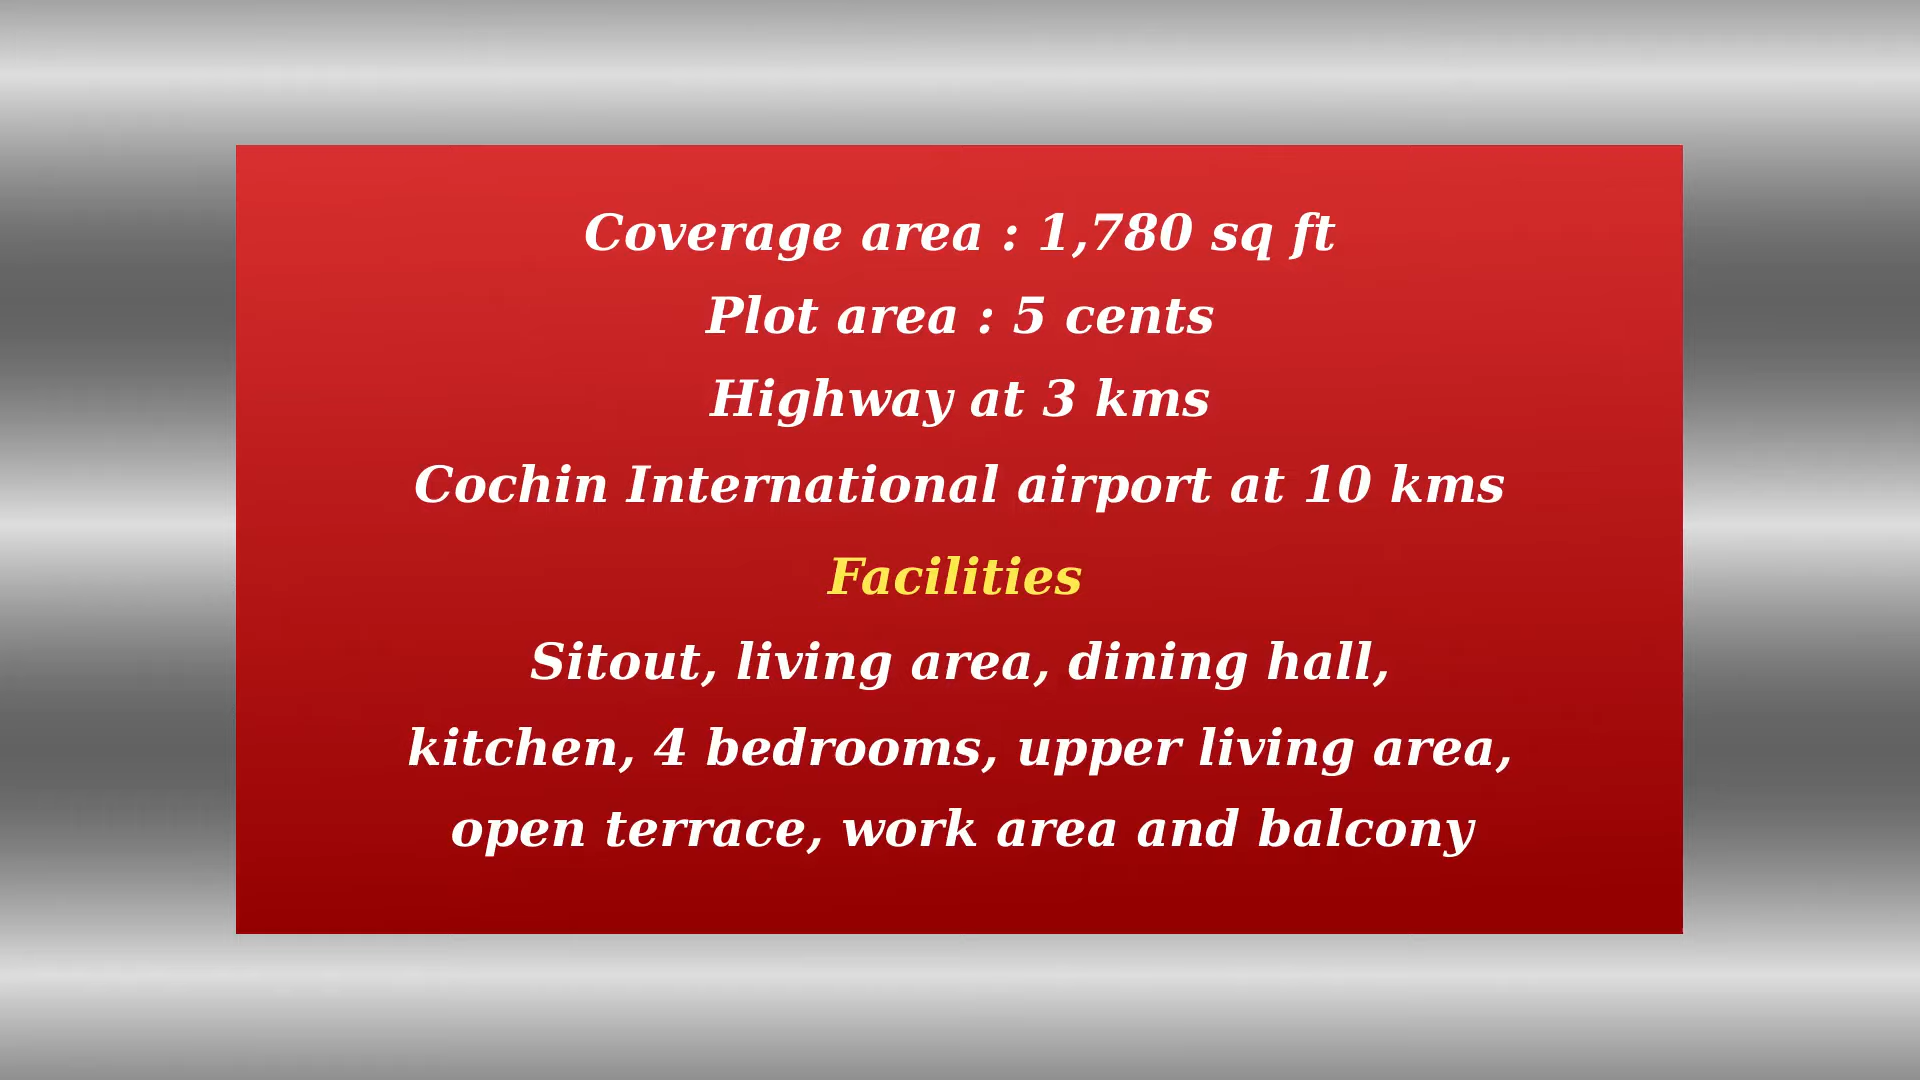 Coverage area : 1,780 sq ft
Plot area : 5 cents
Highway at 3 kms
Cochin International airport at 10 kms
Facilities
Sitout, living area, dining hall,
kitchen, 4 bedrooms, upper living area,
open terrace, work area and balcony